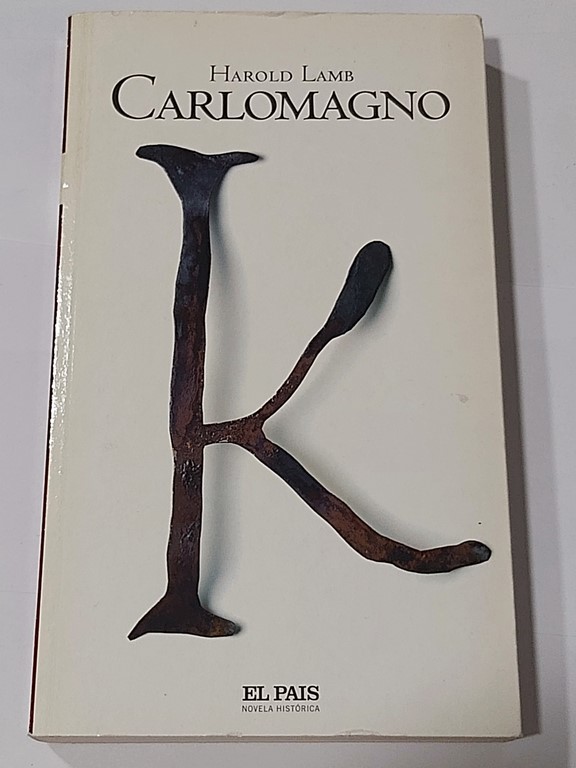 HAROLD LAMB
CARLOMAGNO
K
EL PAIS
NOVELA HISTÓRICA